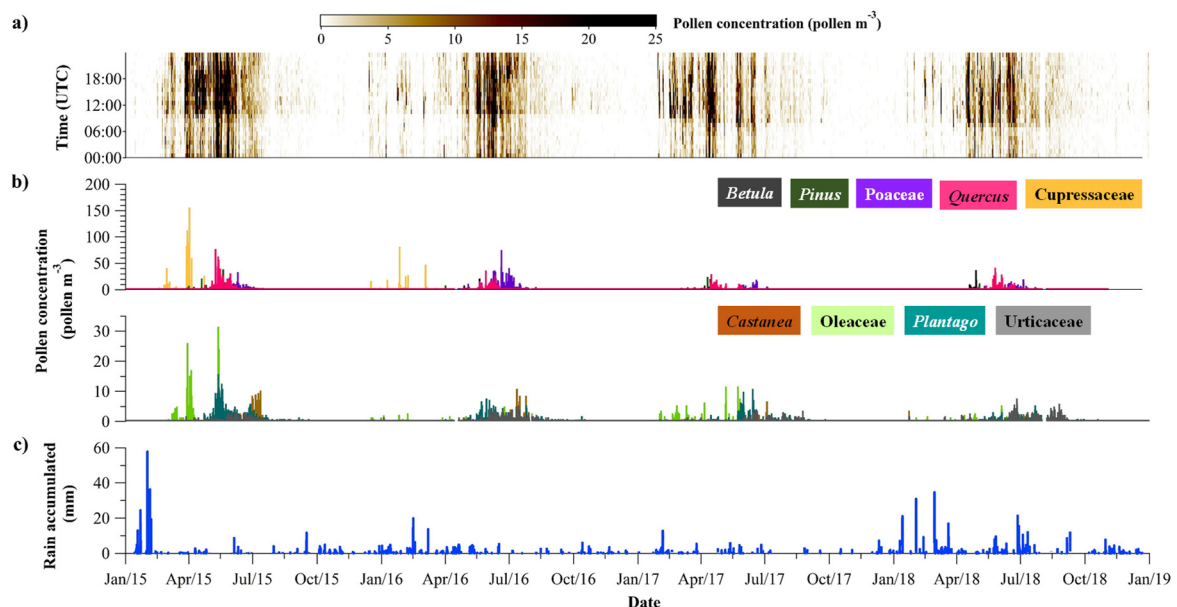 a)
Pollen concentration (pollen m⁻³)
0 5 10 15 20 25
Time (UTC)
18:00
12:00
06:00
00:00
b)
Pollen concentration
(pollen m⁻³)
200
150
100
50
0
Betula Pinus Poaceae Quercus Cupressaceae
30
20
10
0
Castanea Oleaceae Plantago Urticaceae
c)
Rain accumulated
(mm)
60
40
20
0
Jan/15 Apr/15 Jul/15 Oct/15 Jan/16 Apr/16 Jul/16 Oct/16 Jan/17 Apr/17 Jul/17 Oct/17 Jan/18 Apr/18 Jul/18 Oct/18 Jan/19
Date